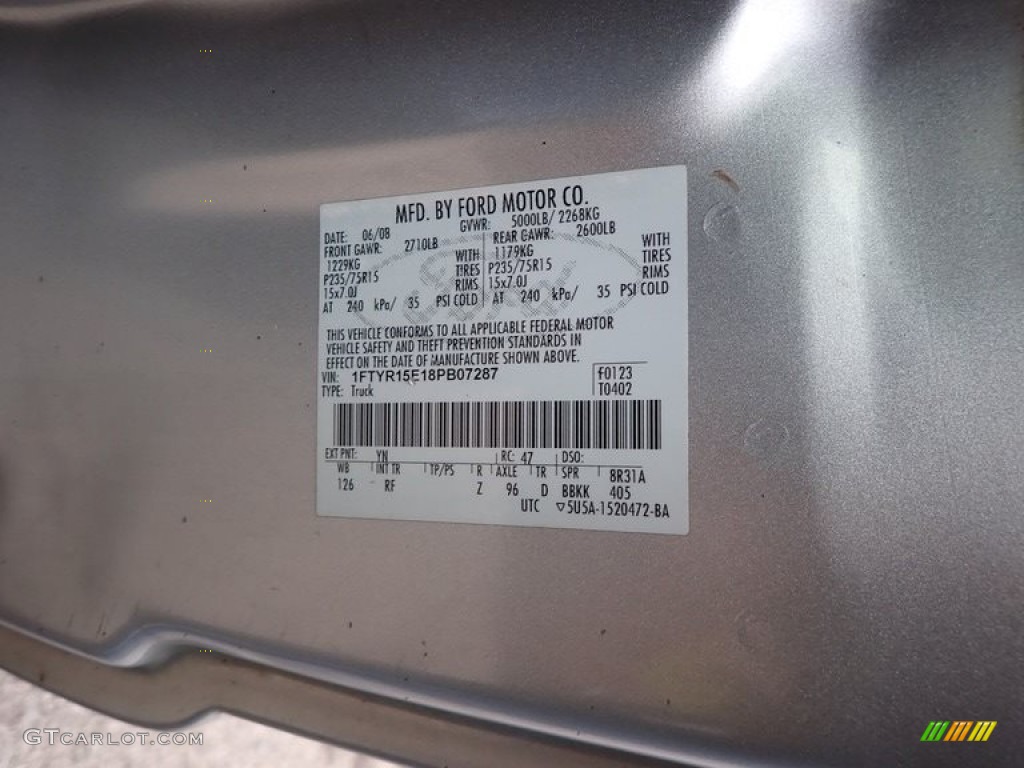 MFD. BY FORD MOTOR CO.
DATE: 06/08 GVWR: 5000LB/ 2268KG
FRONT GAWR: 2710LB REAR GAWR: 2600LB
1229KG WITH 1179KG WITH
P235/75R15 TIRES P235/75R15 TIRES
15x7.0J RIMS 15x7.0J RIMS
AT 240 kPa/ 35 PSI COLD AT 240 kPa/ 35 PSI COLD
THIS VEHICLE CONFORMS TO ALL APPLICABLE FEDERAL MOTOR
VEHICLE SAFETY AND THEFT PREVENTION STANDARDS IN
EFFECT ON THE DATE OF MANUFACTURE SHOWN ABOVE.
VIN: 1FTYR15E18PB07287 f0123
TYPE: Truck T0402
EXT PNT: YN RC: 47 DSO:
WB INT TR TP/PS R AXLE TR SPR 8R31A
126 RF Z 96 D BBKK 405
UTC ▽5U5A-1520472-BA
GTCARLOT.COM